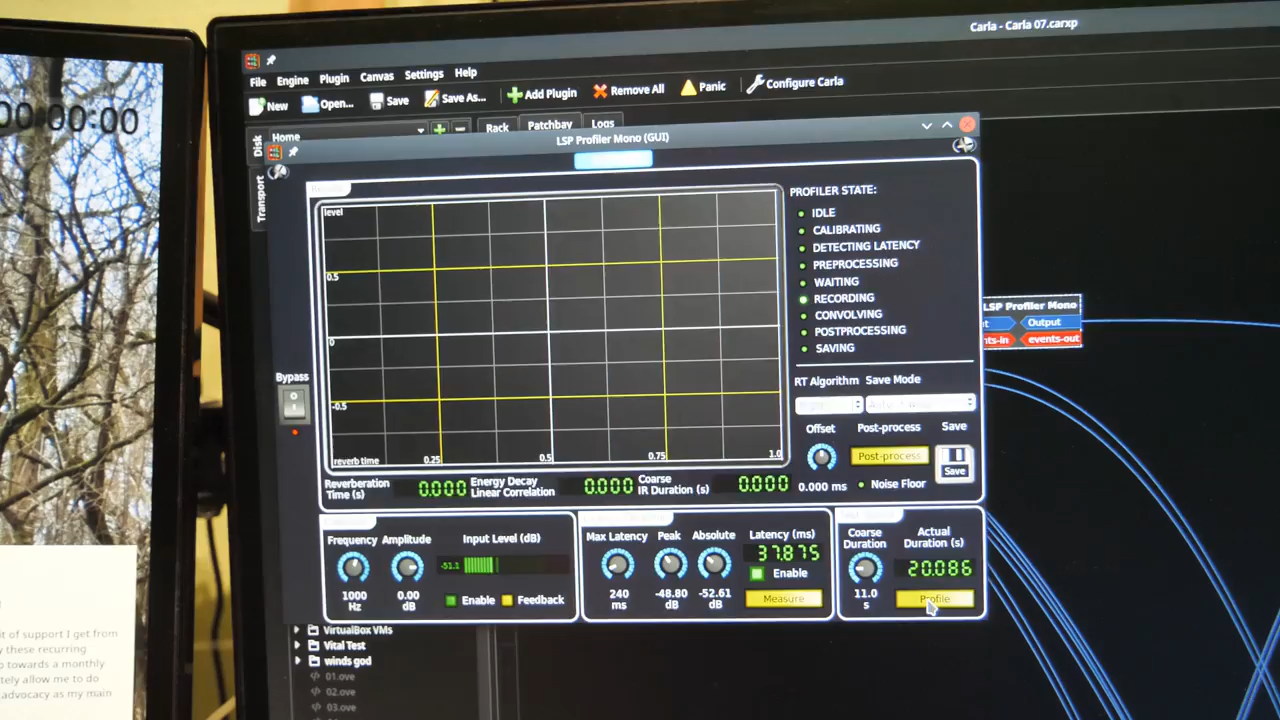 00:00:00
Carla - Carla 07.carxp
File Engine Plugin Canvas Settings Help
New Open... Save Save As... Add Plugin Remove All Panic Configure Carla
Disk
Home
Rack Patchbay Logs
Transport
LSP Profiler Mono (GUI)
level
0.5
0
-0.5
reverb time 0.25 0.5 0.75 1.0
PROFILER STATE:
IDLE
CALIBRATING
DETECTING LATENCY
PREPROCESSING
WAITING
RECORDING
CONVOLVING
POSTPROCESSING
SAVING
RT Algorithm Save Mode
Offset Post-process Save
Post-process
Save
0.000 ms Noise Floor
Bypass
Reverberation Time (s) 0.000 Energy Decay Linear Correlation 0.000 Coarse IR Duration (s) 0.000
Frequency Amplitude Input Level (dB)
-51.1
1000 Hz 0.00 dB Enable Feedback
Max Latency Peak Absolute Latency (ms)
37.875
Enable
240 ms -48.80 dB -52.61 dB Measure
Coarse Duration Actual Duration (s)
20.086
11.0 s Profile
LSP Profiler Mono
Output
events-out
VirtualBox VMs
Vital Test
winds god
01.ove
02.ove
03.ove
it of support I get from
y these recurring
towards a monthly
tely allow me to do
advocacy as my main